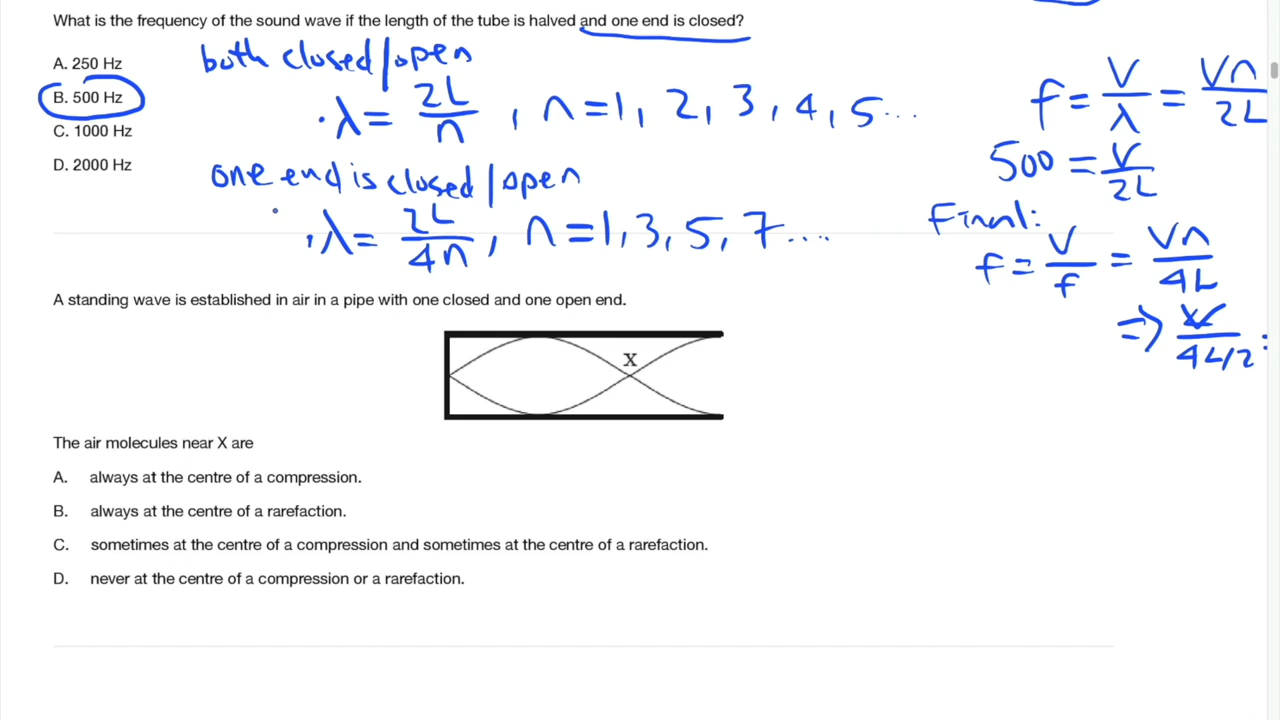 What is the frequency of the sound wave if the length of the tube is halved and one end is closed?
both closed/open
A. 250 Hz
B. 500 Hz
C. 1000 Hz
D. 2000 Hz
·λ= 2L/n , n=1, 2, 3, 4, 5...
one end is closed/open
·λ= 2L/4n, n=1, 3, 5, 7....
f= V/λ = Vn/2L
500 = V/2L
Final:
f= V/f = Vn/4L
⇒ V/4L/2 =
A standing wave is established in air in a pipe with one closed and one open end.
X
The air molecules near X are
A. always at the centre of a compression.
B. always at the centre of a rarefaction.
C. sometimes at the centre of a compression and sometimes at the centre of a rarefaction.
D. never at the centre of a compression or a rarefaction.